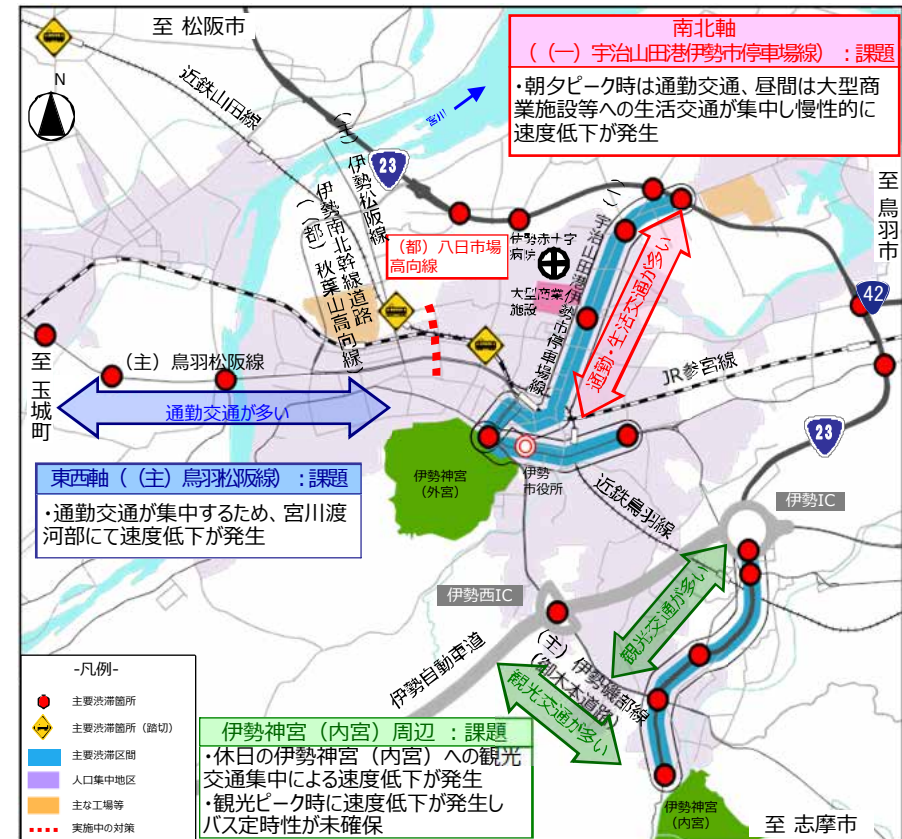 至 松阪市
南北軸
(（一）宇治山田港伊勢市停車場線）：課題
・朝夕ピーク時は通勤交通、昼間は大型商
業施設等への生活交通が集中し慢性的に
速度低下が発生
N
近鉄山田線
宮川
23
（主）伊勢松阪線
伊勢南北幹線道路
（（都）秋葉山高向線）
（都）八日市場
高向線
伊勢赤十字
病院
大型商業
施設
（一）宇治山田港伊勢市停車場線
通勤・生活交通が多い
至 鳥羽市
42
JR参宮線
至 玉城町
（主）鳥羽松阪線
通勤交通が多い
23
伊勢神宮
（外宮）
伊勢
市役所
近鉄鳥羽線
伊勢IC
東西軸（（主）鳥羽松阪線）：課題
・通勤交通が集中するため、宮川渡
河部にて速度低下が発生
伊勢西IC
観光交通が多い
伊勢自動車道
（主）伊勢磯部線
（御木本道路）
観光交通が多い
-凡例-
主要渋滞箇所
主要渋滞箇所（踏切）
主要渋滞区間
人口集中地区
主な工場等
実施中の対策
伊勢神宮（内宮）周辺 ：課題
・休日の伊勢神宮（内宮）への観光
交通集中による速度低下が発生
・観光ピーク時に速度低下が発生し
バス定時性が未確保
伊勢神宮
（内宮）
至 志摩市